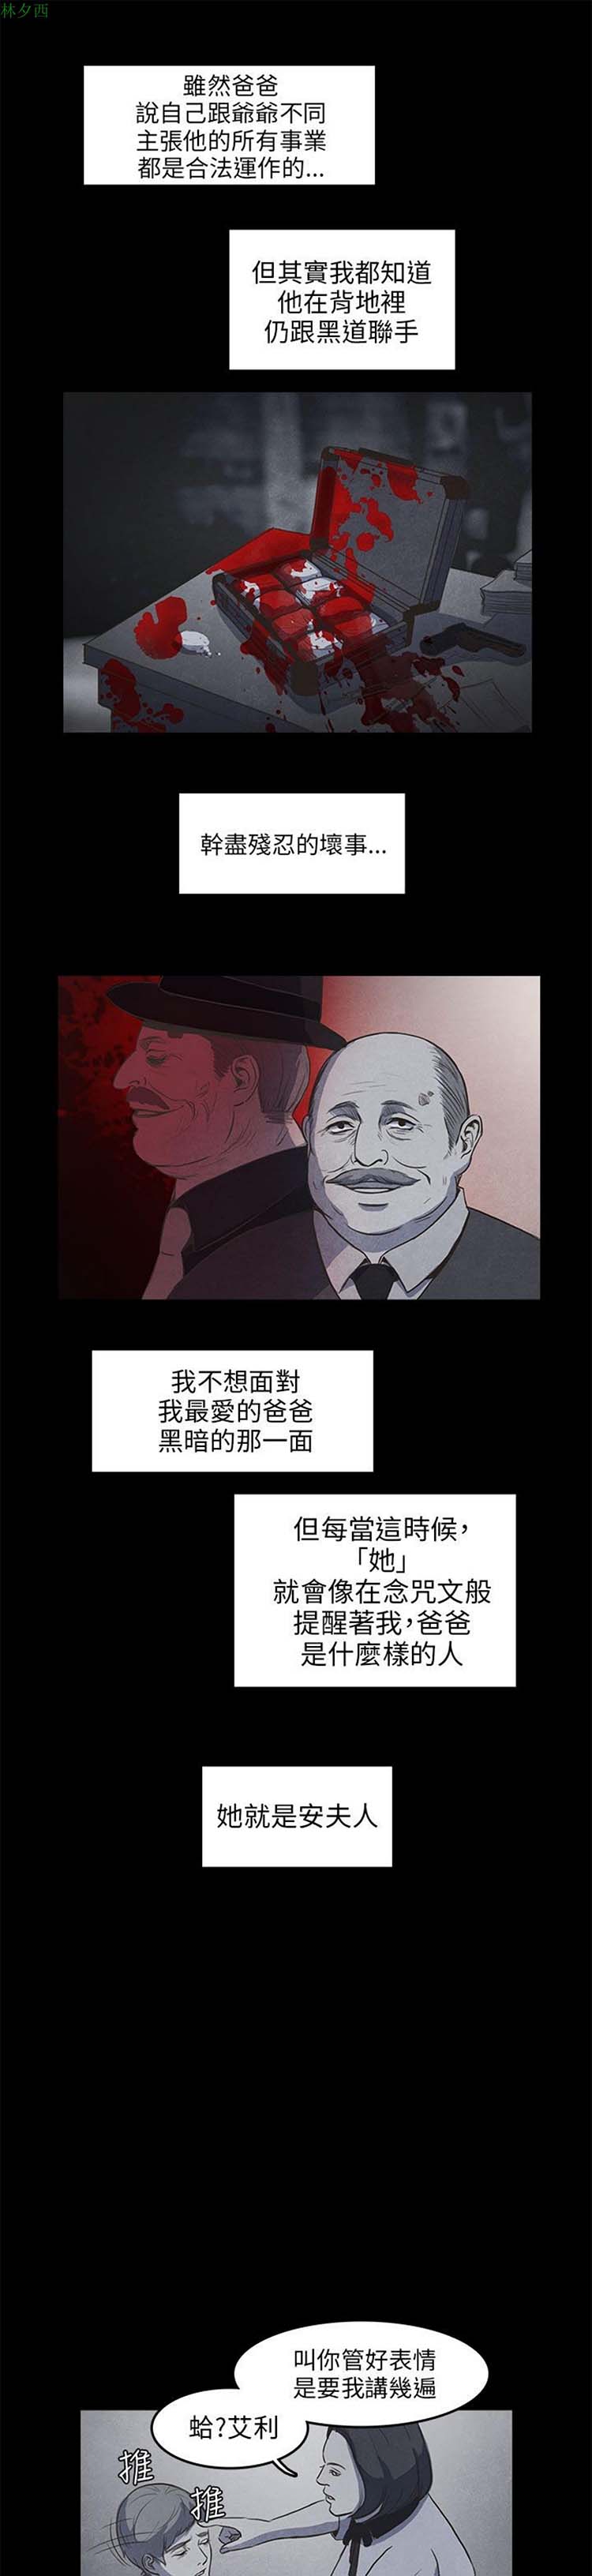 林夕西
雖然爸爸
說自己跟爺爺不同
主張他的所有事業
都是合法運作的...
但其實我都知道
他在背地裡
仍跟黑道聯手
幹盡殘忍的壞事...
我不想面對
我最愛的爸爸
黑暗的那一面
但每當這時候，
「她」
就會像在念咒文般
提醒著我，爸爸
是什麼樣的人
她就是安夫人
叫你管好表情
是要我講幾遍
蛤?艾利
推
推